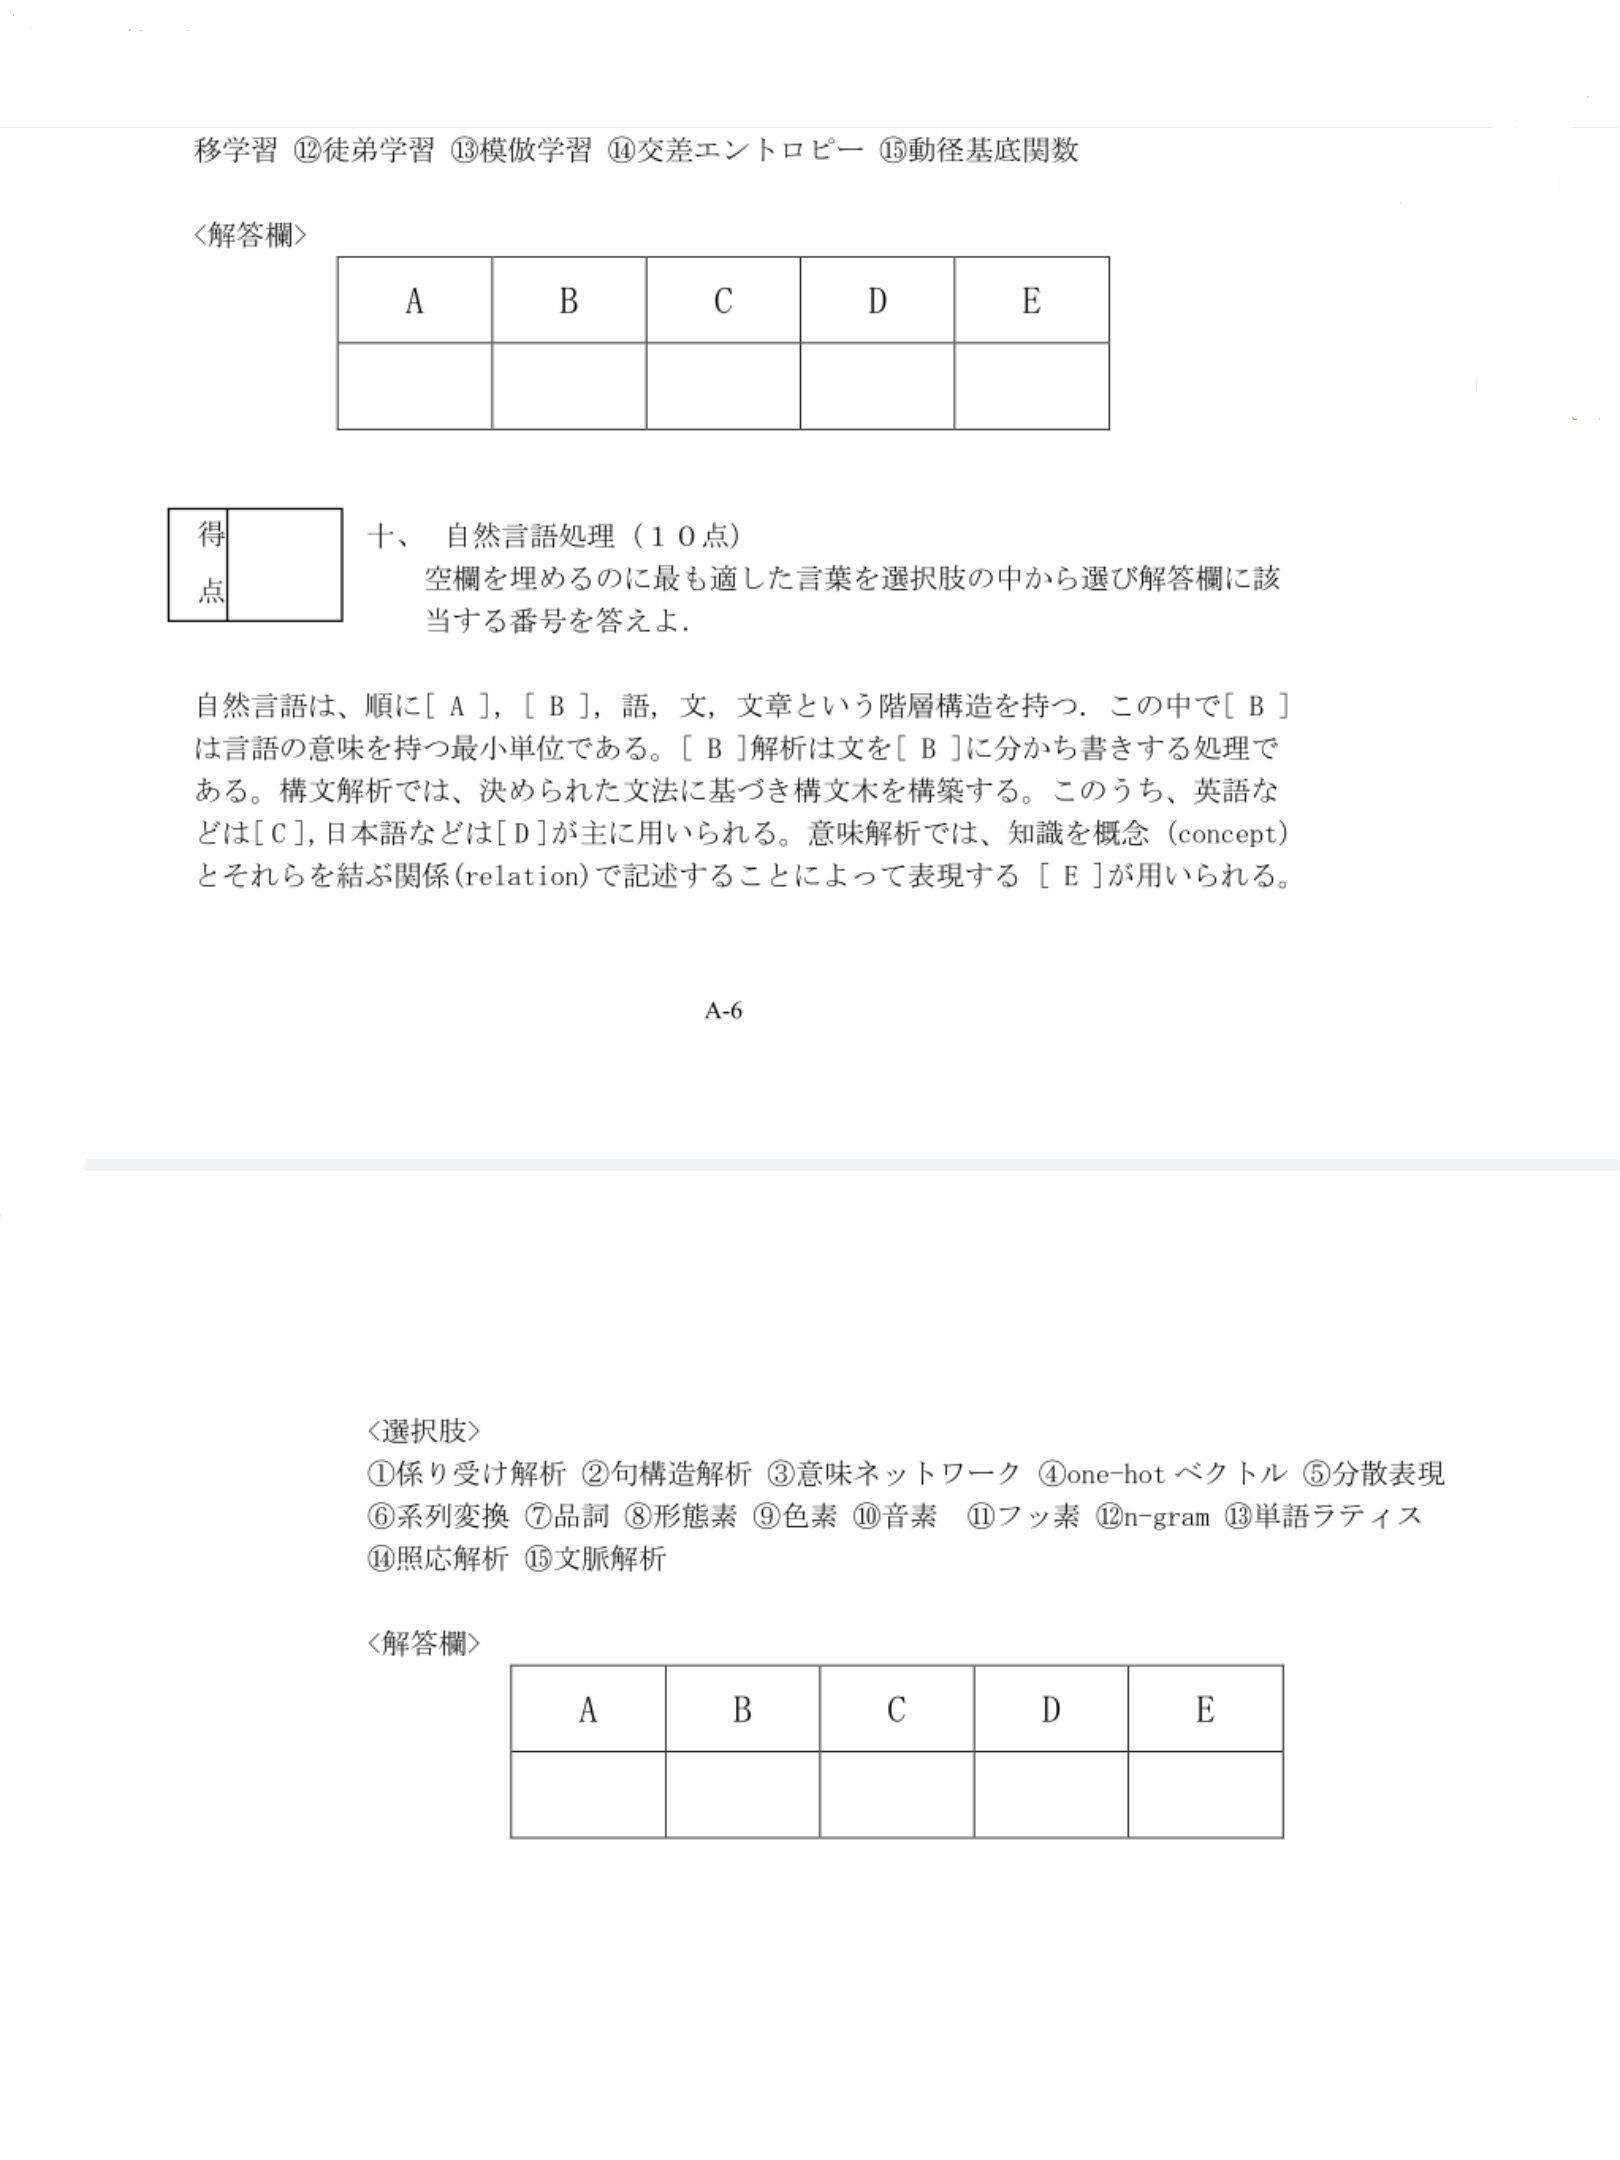 移学習 ⑫徒弟学習 ⑬模倣学習 ⑭交差エントロピー ⑮動径基底関数
<解答欄>
A B C D E
得点
十、 自然言語処理（１０点）
空欄を埋めるのに最も適した言葉を選択肢の中から選び解答欄に該
当する番号を答えよ．
自然言語は、順に[ A ]，[ B ]，語，文，文章という階層構造を持つ．この中で[ B ]
は言語の意味を持つ最小単位である。[ B ]解析は文を[ B ]に分かち書きする処理で
ある。構文解析では、決められた文法に基づき構文木を構築する。このうち、英語な
どは[C],日本語などは[D]が主に用いられる。意味解析では、知識を概念 (concept)
とそれらを結ぶ関係(relation)で記述することによって表現する [ E ]が用いられる。
A-6
<選択肢>
①係り受け解析 ②句構造解析 ③意味ネットワーク ④one-hot ベクトル ⑤分散表現
⑥系列変換 ⑦品詞 ⑧形態素 ⑨色素 ⑩音素 ⑪フッ素 ⑫n-gram ⑬単語ラティス
⑭照応解析 ⑮文脈解析
<解答欄>
A B C D E